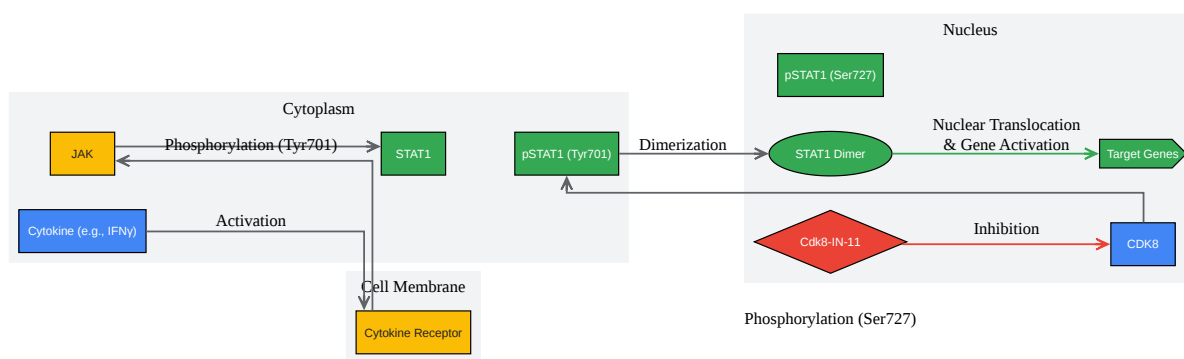 Nucleus
pSTAT1 (Ser727)
Cytoplasm
JAK
Phosphorylation (Tyr701)
STAT1
pSTAT1 (Tyr701)
Dimerization
STAT1 Dimer
Nuclear Translocation
& Gene Activation
Target Genes
Cytokine (e.g., IFNγ)
Activation
Cdk8-IN-11
Inhibition
CDK8
Cell Membrane
Cytokine Receptor
Phosphorylation (Ser727)